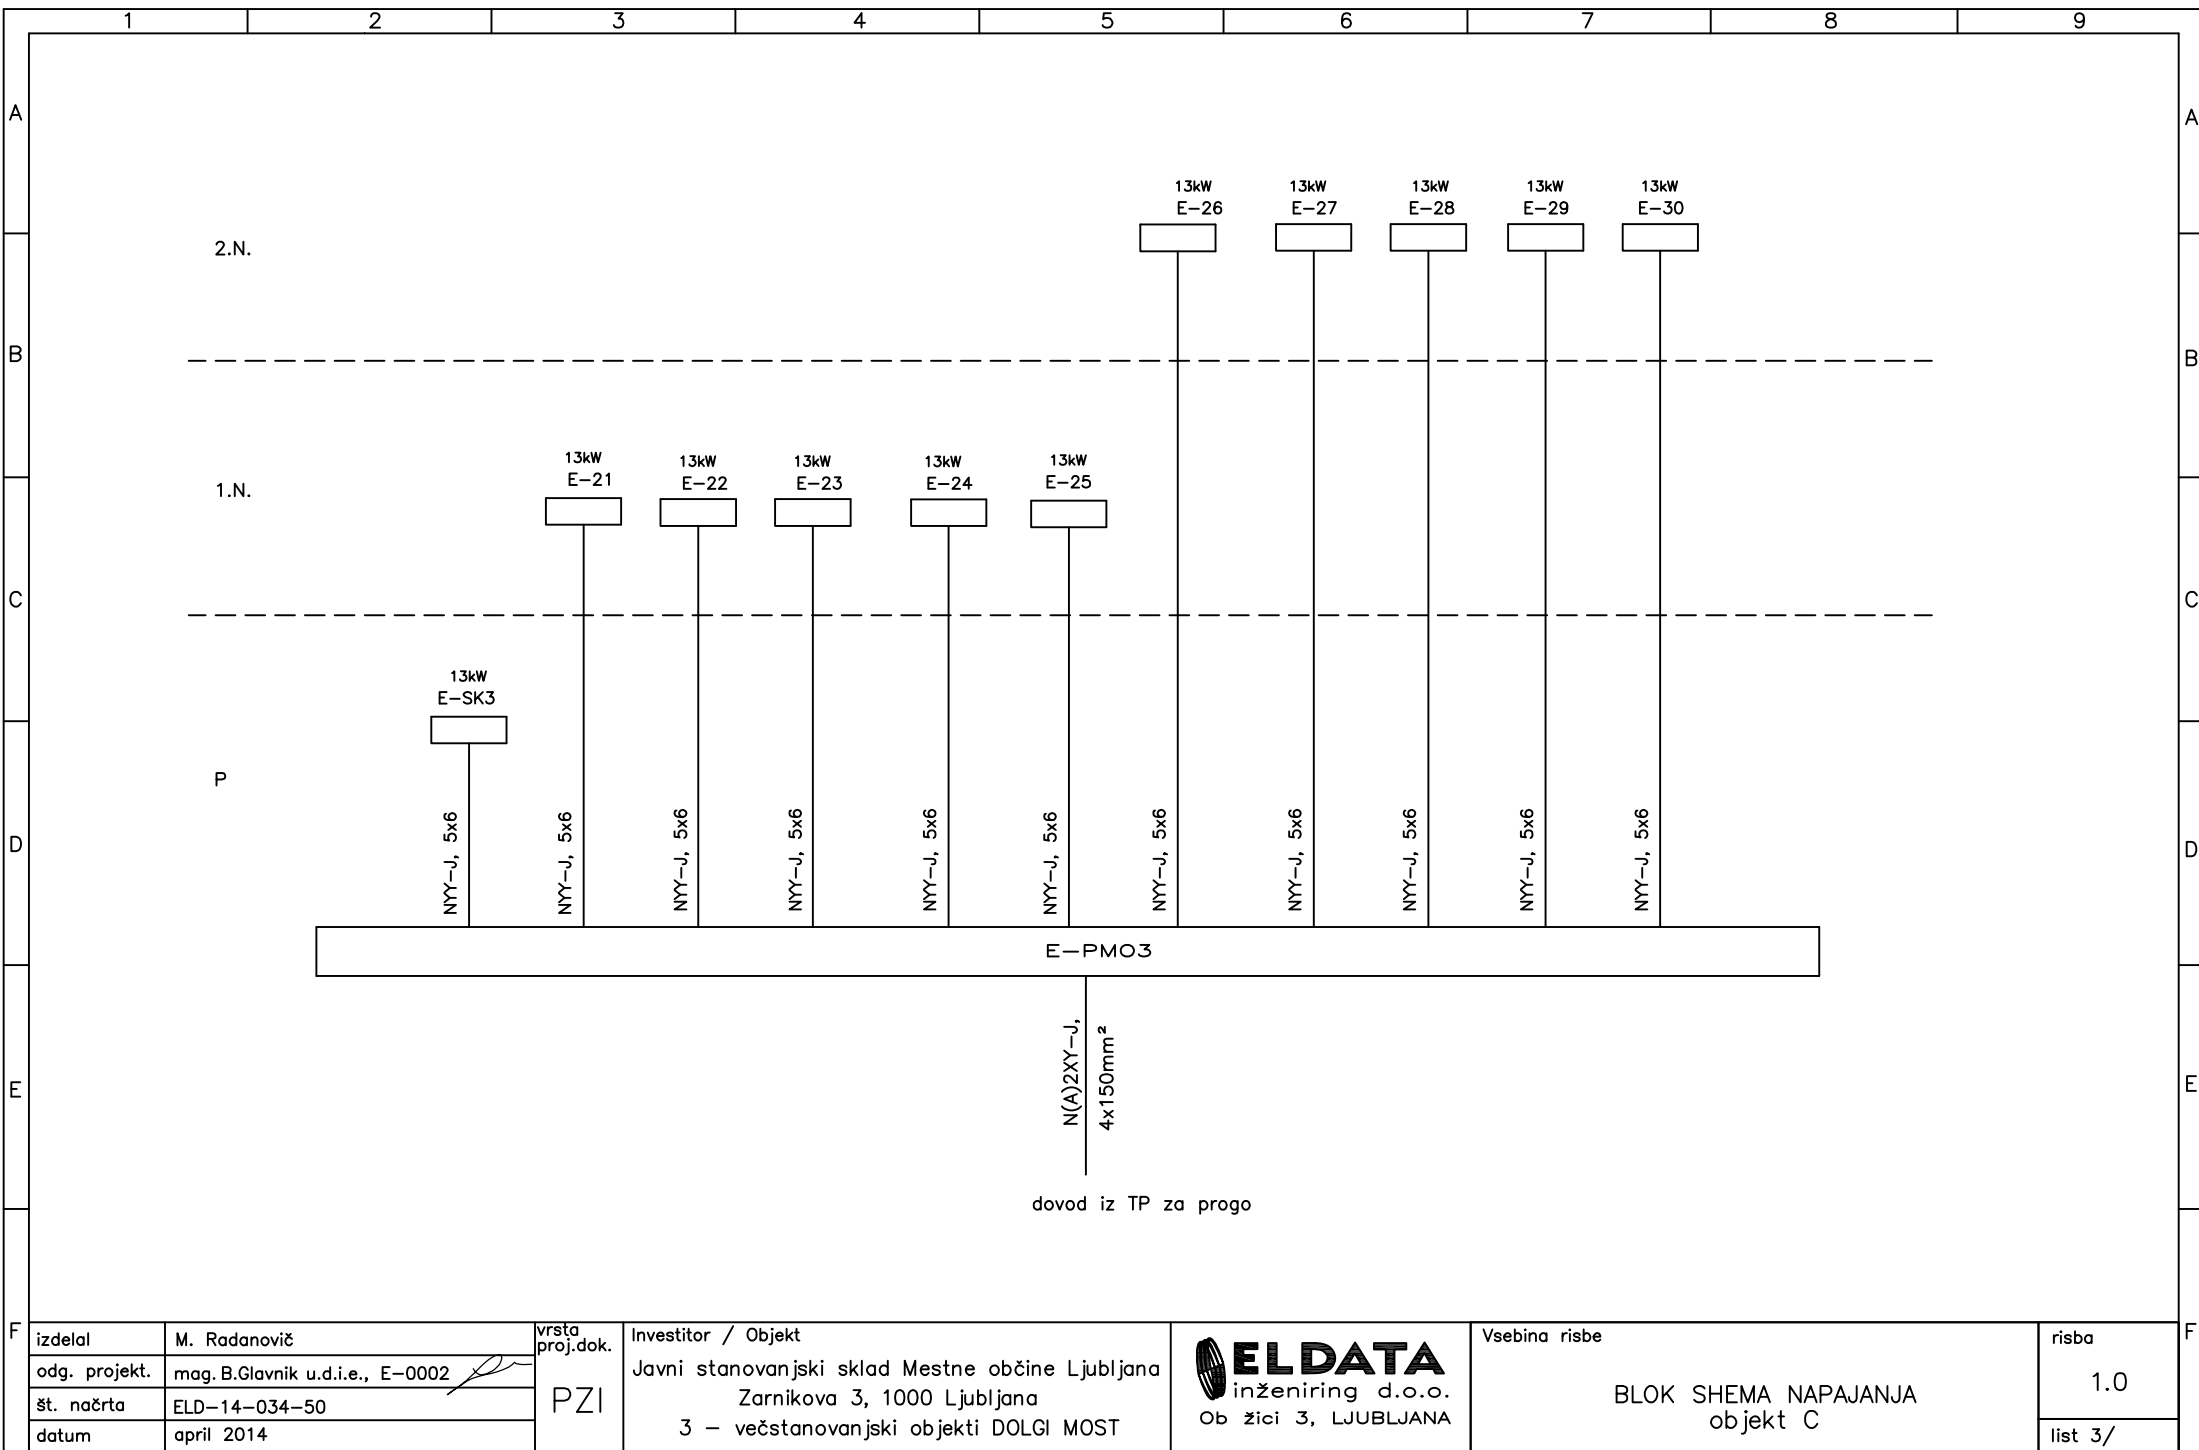 1 2 3 4 5 6 7 8 9
A A
13kW 13kW 13kW 13kW 13kW
E-26 E-27 E-28 E-29 E-30
2.N.
B B
13kW 13kW 13kW 13kW 13kW
E-21 E-22 E-23 E-24 E-25
1.N.
C C
13kW
E-SK3
P
NYY-J, 5x6 NYY-J, 5x6 NYY-J, 5x6 NYY-J, 5x6 NYY-J, 5x6 NYY-J, 5x6 NYY-J, 5x6 NYY-J, 5x6 NYY-J, 5x6 NYY-J, 5x6 NYY-J, 5x6
D D
E-PMO3
N(A)2XY-J,
4x150mm²
E E
dovod iz TP za progo
F F
izdelal M. Radanovič
odg. projekt. mag. B.Glavnik u.d.i.e., E-0002
št. načrta ELD-14-034-50
datum april 2014
vrsta
proj.dok.
PZI
Investitor / Objekt
Javni stanovanjski sklad Mestne občine Ljubljana
Zarnikova 3, 1000 Ljubljana
3 - večstanovanjski objekti DOLGI MOST
ELDATA
inženiring d.o.o.
Ob žici 3, LJUBLJANA
Vsebina risbe
BLOK SHEMA NAPAJANJA
objekt C
risba
1.0
list 3/